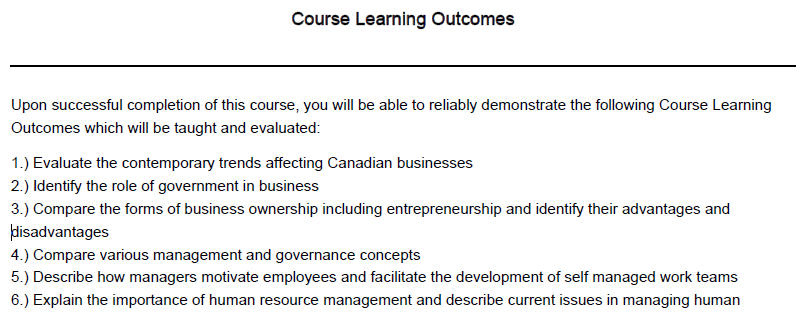 Course Learning Outcomes
Upon successful completion of this course, you will be able to reliably demonstrate the following Course Learning
Outcomes which will be taught and evaluated:
1.) Evaluate the contemporary trends affecting Canadian businesses
2.) Identify the role of government in business
3.) Compare the forms of business ownership including entrepreneurship and identify their advantages and
disadvantages
4.) Compare various management and governance concepts
5.) Describe how managers motivate employees and facilitate the development of self managed work teams
6.) Explain the importance of human resource management and describe current issues in managing human